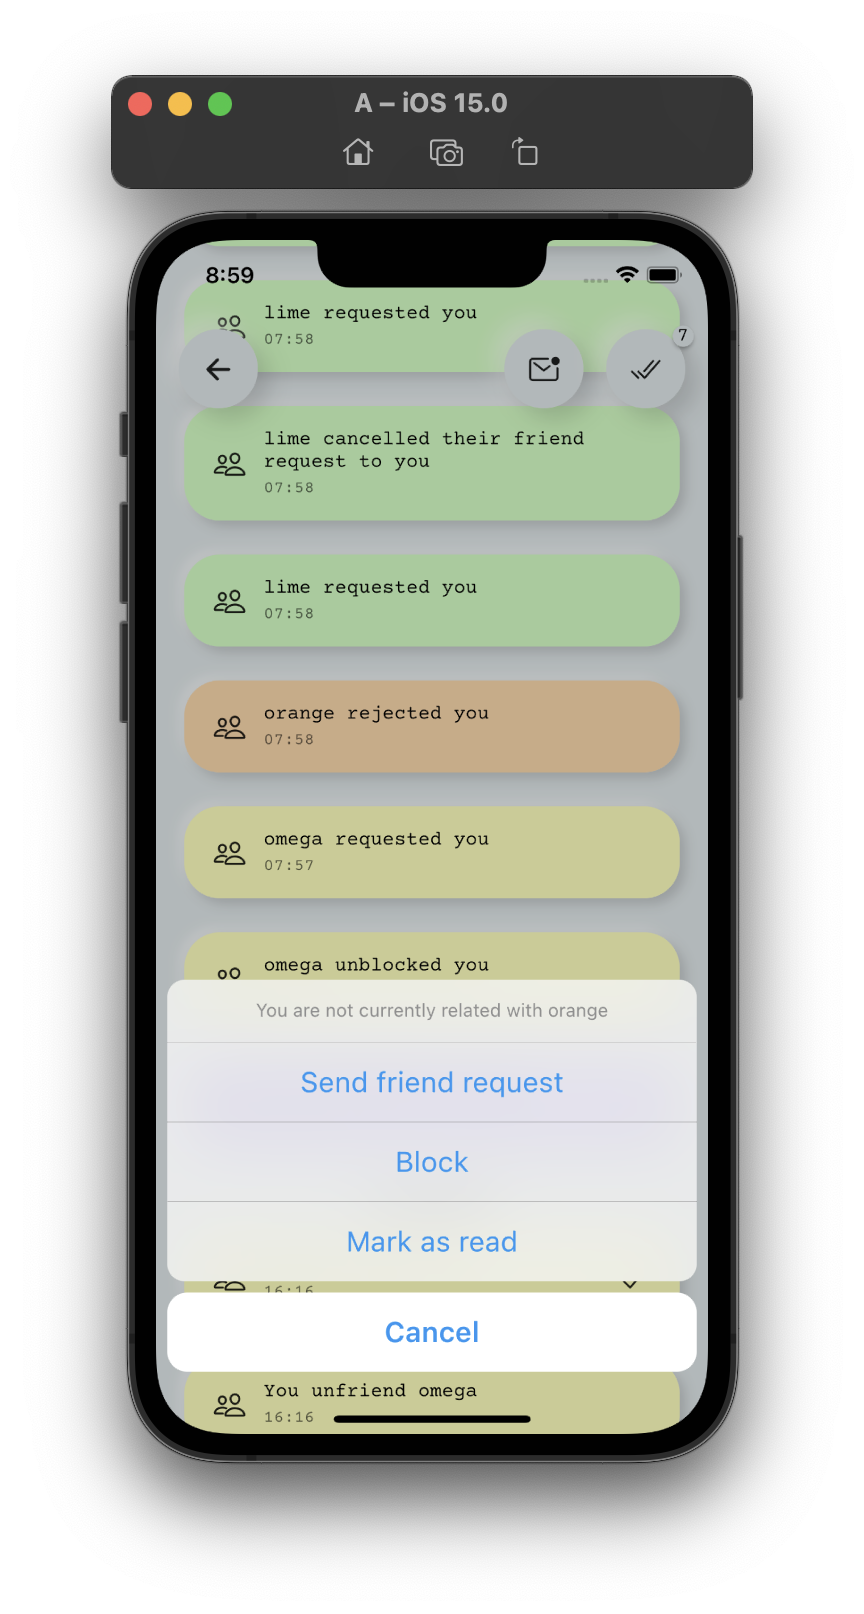 A – iOS 15.0
8:59
lime requested you
07:58
7
lime cancelled their friend
request to you
07:58
lime requested you
07:58
orange rejected you
07:58
omega requested you
07:57
omega unblocked you
You are not currently related with orange
Send friend request
Block
Mark as read
16:16
Cancel
You unfriend omega
16:16